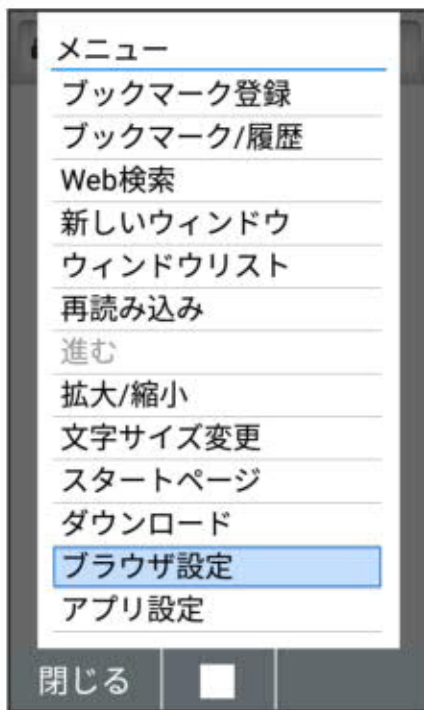 メニュー
ブックマーク登録
ブックマーク/履歴
Web検索
新しいウィンドウ
ウィンドウリスト
再読み込み
進む
拡大/縮小
文字サイズ変更
スタートページ
ダウンロード
ブラウザ設定
アプリ設定
閉じる